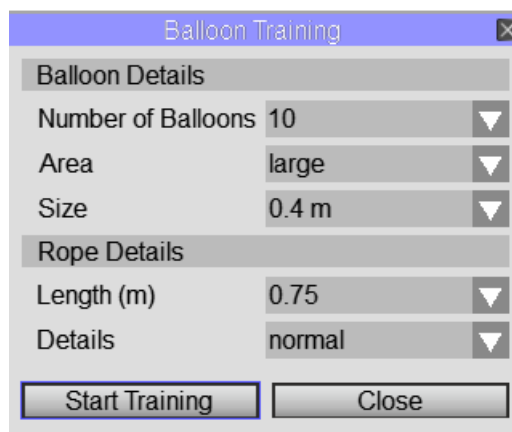 Balloon Training
Balloon Details
Number of Balloons 10
Area large
Size 0.4 m
Rope Details
Length (m) 0.75
Details normal
Start Training Close